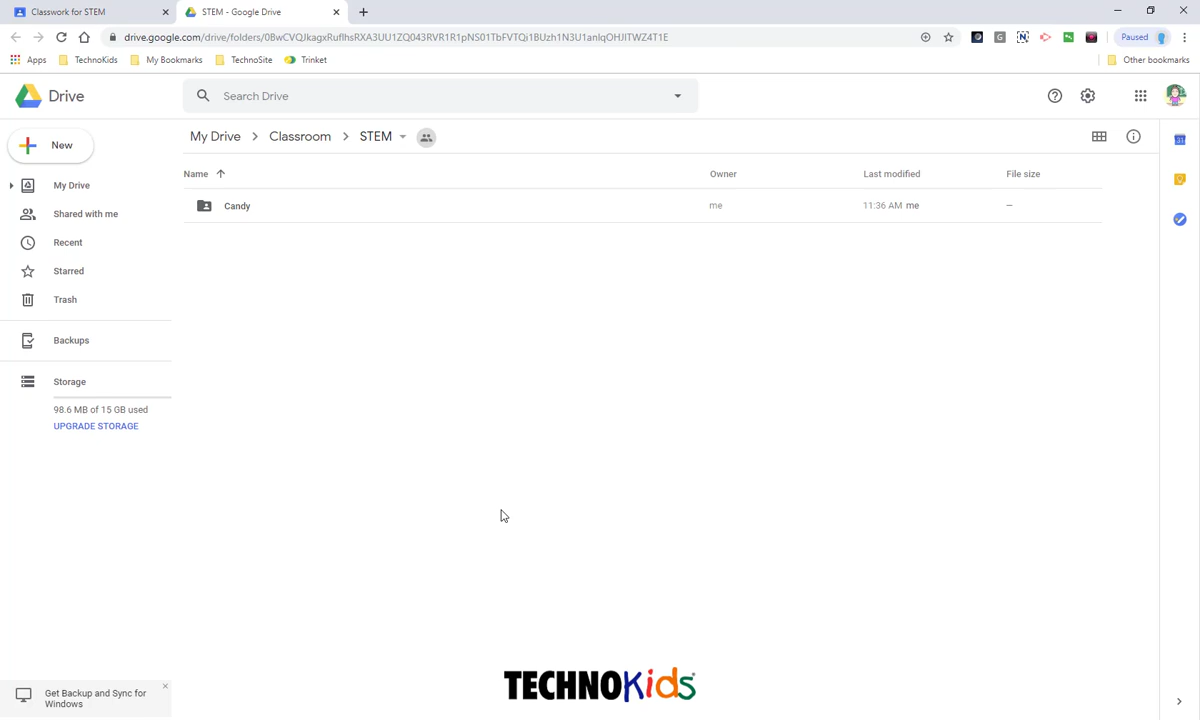 Classwork for STEM
STEM - Google Drive
drive.google.com/drive/folders/
Paused
Apps
TechnoKids
My Bookmarks
TechnoSite
Trinket
Other bookmarks
Drive
Search Drive
New
My Drive > Classroom > STEM
Name
Owner
Last modified
File size
Candy
me
11:36 AM me
–
My Drive
Shared with me
Recent
Starred
Trash
Backups
Storage
98.6 MB of 15 GB used
UPGRADE STORAGE
31
Get Backup and Sync for
Windows
TECHNOKids